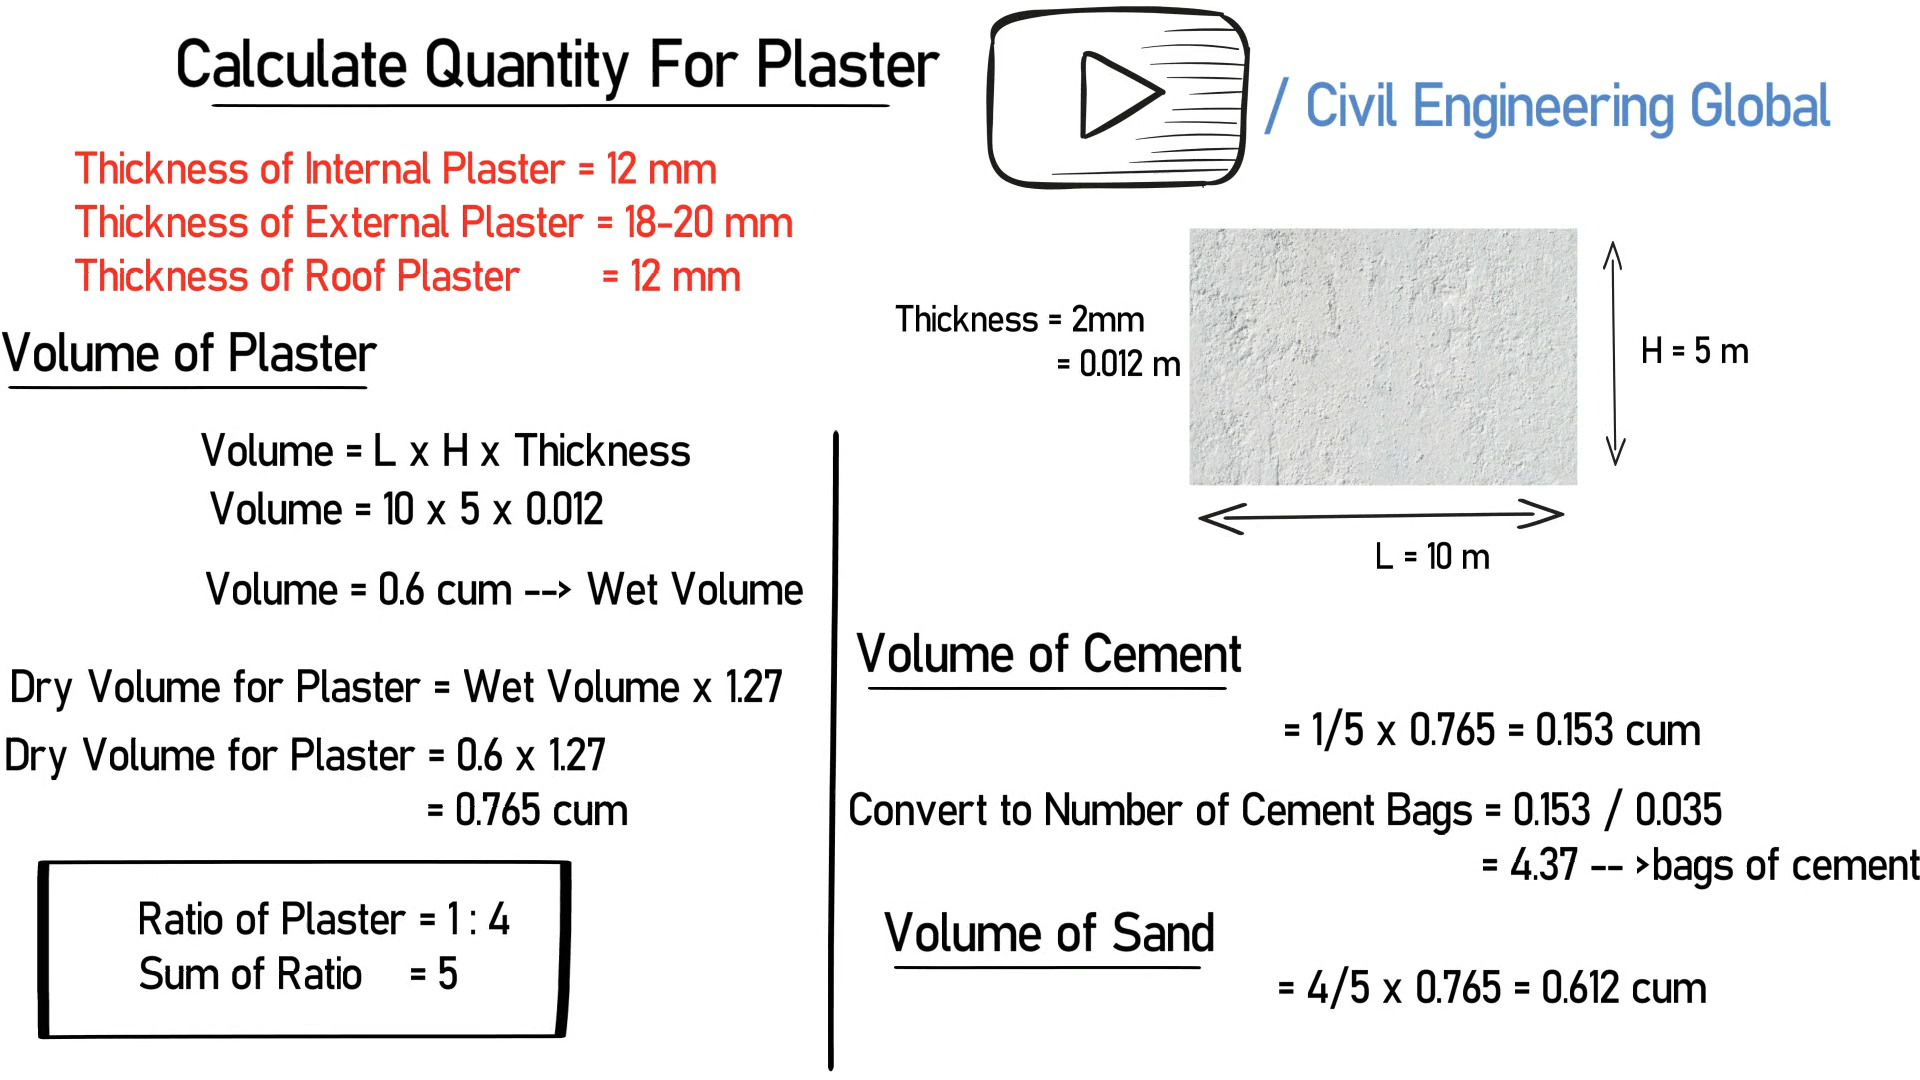 Calculate Quantity For Plaster
/ Civil Engineering Global
Thickness of Internal Plaster = 12 mm
Thickness of External Plaster = 18-20 mm
Thickness of Roof Plaster = 12 mm
Volume of Plaster
Volume = L x H x Thickness
Volume = 10 x 5 x 0.012
Volume = 0.6 cum --> Wet Volume
Dry Volume for Plaster = Wet Volume x 1.27
Dry Volume for Plaster = 0.6 x 1.27
= 0.765 cum
Ratio of Plaster = 1 : 4
Sum of Ratio = 5
Thickness = 2mm
= 0.012 m
H = 5 m
L = 10 m
Volume of Cement
= 1/5 x 0.765 = 0.153 cum
Convert to Number of Cement Bags = 0.153 / 0.035
= 4.37 -- >bags of cement
Volume of Sand
= 4/5 x 0.765 = 0.612 cum